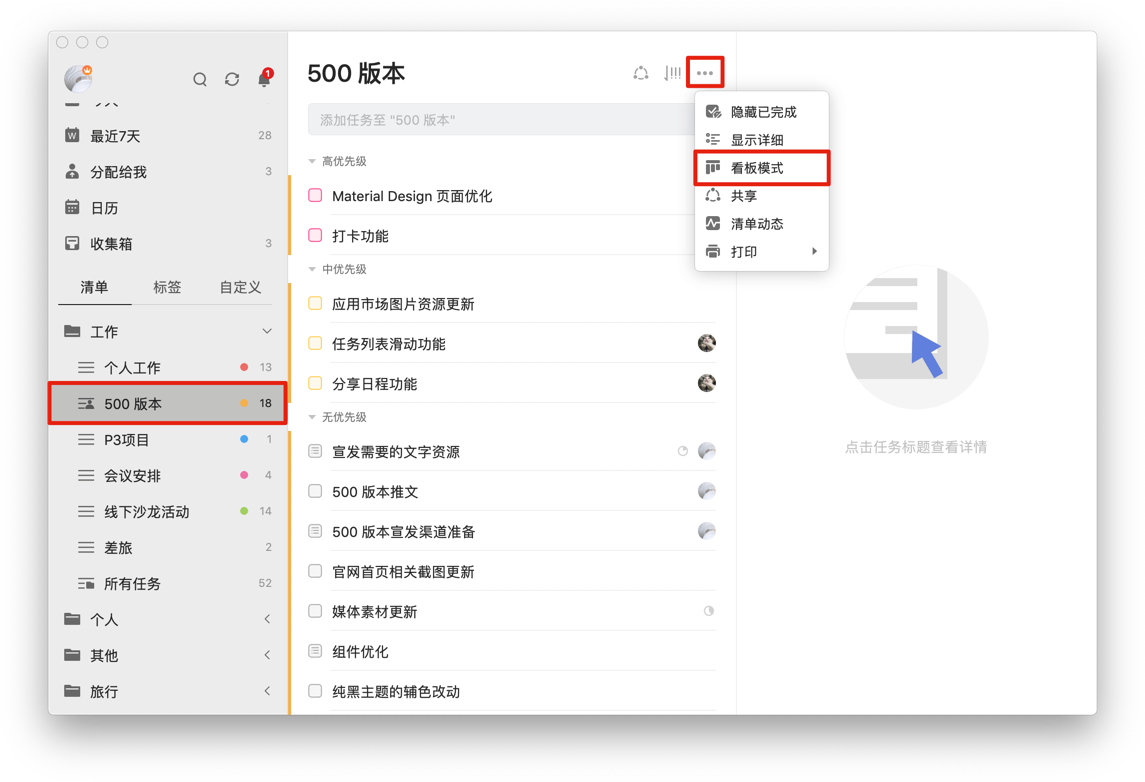 1
最近7天
28
分配给我
3
日历
收集箱
3
清单
标签
自定义
工作
个人工作
13
500 版本
18
P3项目
1
会议安排
4
线下沙龙活动
14
差旅
2
所有任务
52
个人
其他
旅行
500 版本
添加任务至 "500 版本"
高优先级
Material Design 页面优化
打卡功能
中优先级
应用市场图片资源更新
任务列表滑动功能
分享日程功能
无优先级
宣发需要的文字资源
500 版本推文
500 版本宣发渠道准备
官网首页相关截图更新
媒体素材更新
组件优化
纯黑主题的辅色改动
隐藏已完成
显示详细
看板模式
共享
清单动态
打印
点击任务标题查看详情